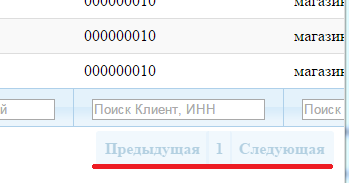 000000010 магазин
000000010 магазин
000000010 магазин
й Поиск Клиент, ИНН Поиск
Предыдущая 1 Следующая